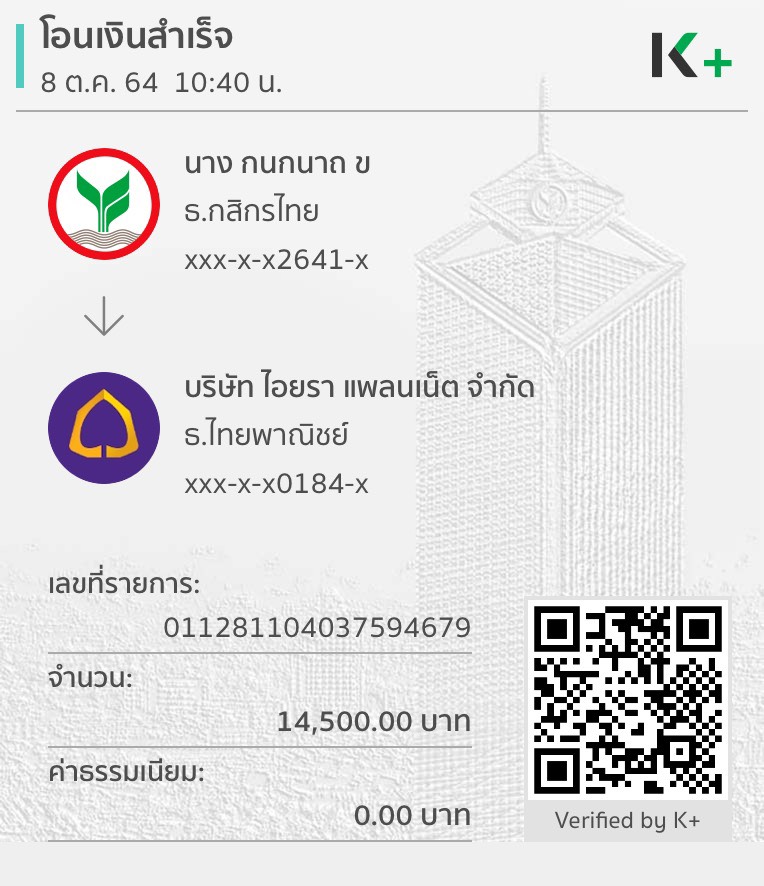 โอนเงินสำเร็จ
8 ต.ค. 64 10:40 น.
K+
นาง กนกนาถ ข
ธ.กสิกรไทย
xxx-x-x2641-x
บริษัท ไอยรา แพลนเน็ต จำกัด
ธ.ไทยพาณิชย์
xxx-x-x0184-x
เลขที่รายการ:
011281104037594679
จำนวน:
14,500.00 บาท
ค่าธรรมเนียม:
0.00 บาท
Verified by K+